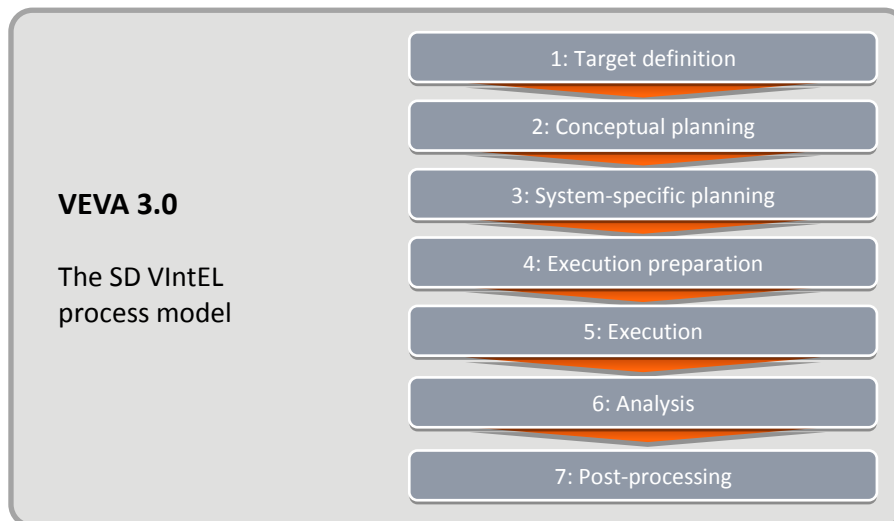 VEVA 3.0
The SD VIntEL
process model
1: Target definition
2: Conceptual planning
3: System-specific planning
4: Execution preparation
5: Execution
6: Analysis
7: Post-processing